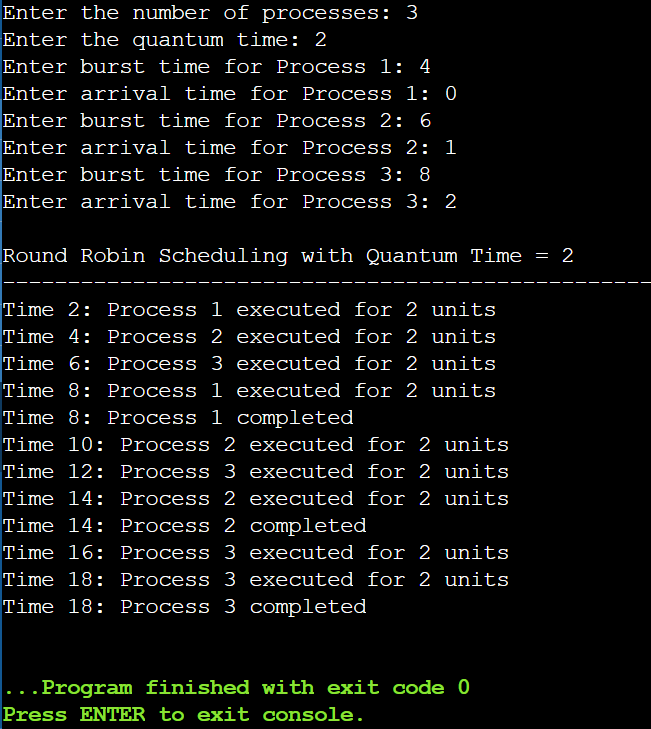 Enter the number of processes: 3
Enter the quantum time: 2
Enter burst time for Process 1: 4
Enter arrival time for Process 1: 0
Enter burst time for Process 2: 6
Enter arrival time for Process 2: 1
Enter burst time for Process 3: 8
Enter arrival time for Process 3: 2
Round Robin Scheduling with Quantum Time = 2
--------------------------------------------------
Time 2: Process 1 executed for 2 units
Time 4: Process 2 executed for 2 units
Time 6: Process 3 executed for 2 units
Time 8: Process 1 executed for 2 units
Time 8: Process 1 completed
Time 10: Process 2 executed for 2 units
Time 12: Process 3 executed for 2 units
Time 14: Process 2 executed for 2 units
Time 14: Process 2 completed
Time 16: Process 3 executed for 2 units
Time 18: Process 3 executed for 2 units
Time 18: Process 3 completed
...Program finished with exit code 0
Press ENTER to exit console.